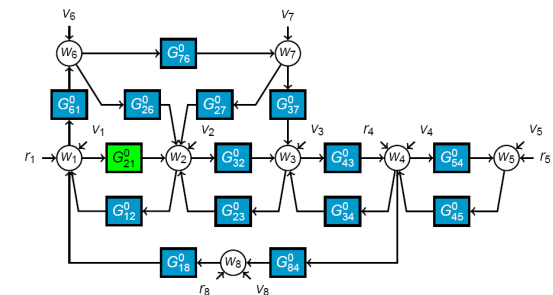 v6 v7
w6 G⁰76 w7
G⁰61 G⁰26 G⁰27 G⁰37
v1 v2 v3 r4 v4 v5
r1 w1 G⁰21 w2 G⁰32 w3 G⁰43 w4 G⁰54 w5 r5
G⁰12 G⁰23 G⁰34 G⁰45
G⁰18 w8 G⁰84
r8 v8